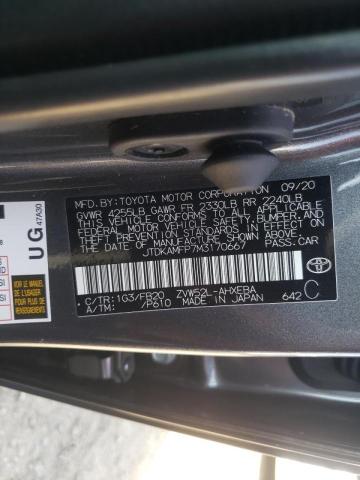 MFD. BY: TOYOTA MOTOR CORPORATION 09/20
GVWR 4255LB GAWR FR 2330LB RR 2240LB
THIS VEHICLE CONFORMS TO ALL APPLICABLE
FEDERAL MOTOR VEHICLE SAFETY, BUMPER, AND
THEFT PREVENTION STANDARDS IN EFFECT ON
THE DATE OF MANUFACTURE SHOWN ABOVE.
JTDKAMFP7M3170667 PASS. CAR
C/TR: 1G3/FB20 ZVW52L-AHXEBA
A/TM: /P610 MADE IN JAPAN 642 C
UG
47A30